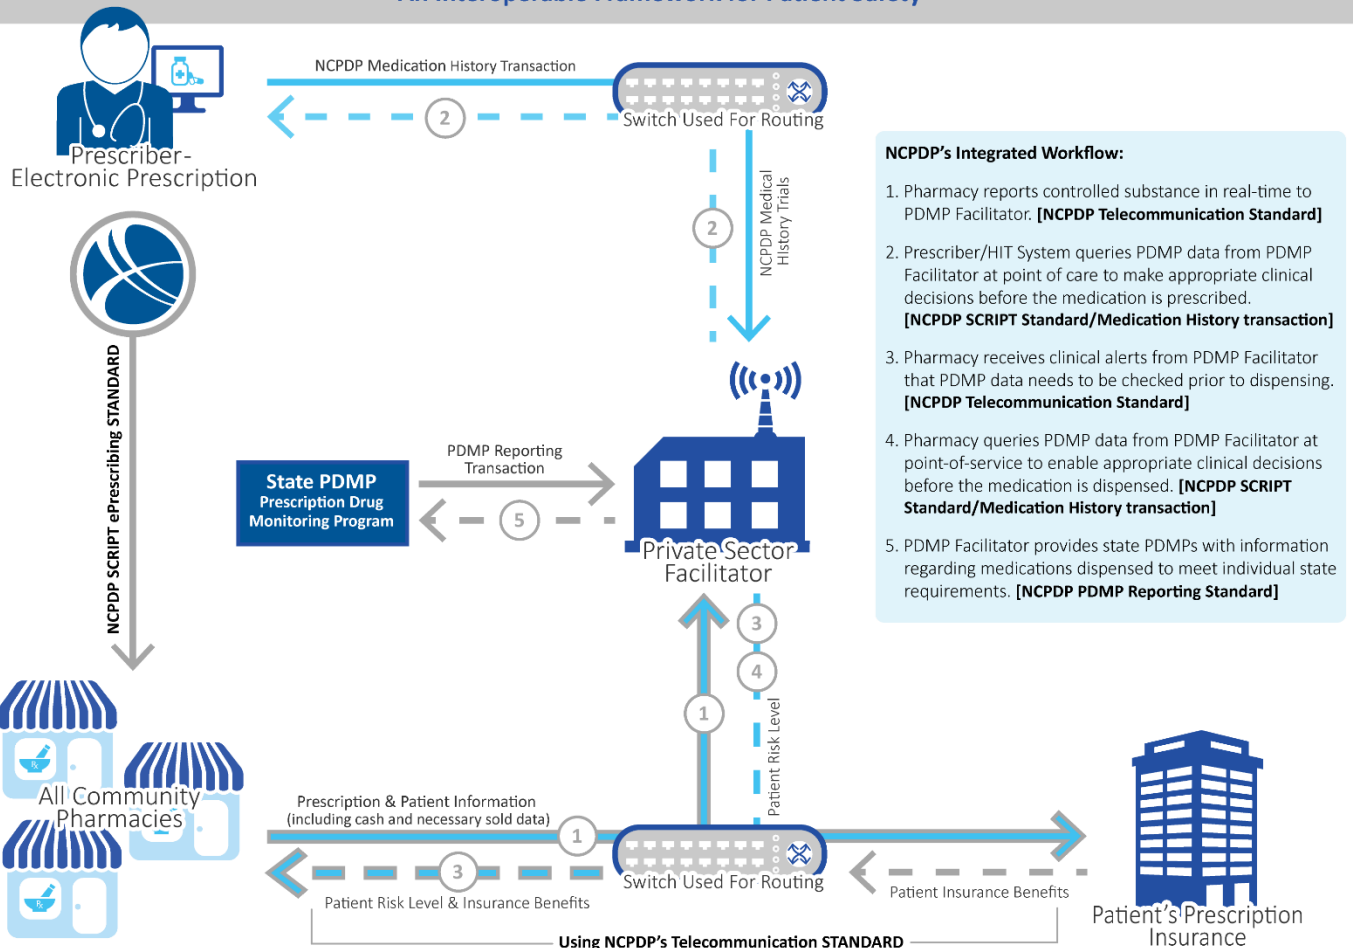 An Interoperable Framework for Patient Safety
NCPDP Medication History Transaction
2
Switch Used For Routing
Prescriber-
Electronic Prescription
2
NCPDP Medical
HIstory Trials
NCPDP's Integrated Workflow:
1. Pharmacy reports controlled substance in real-time to
PDMP Facilitator. [NCPDP Telecommunication Standard]
2. Prescriber/HIT System queries PDMP data from PDMP
Facilitator at point of care to make appropriate clinical
decisions before the medication is prescribed.
[NCPDP SCRIPT Standard/Medication History transaction]
3. Pharmacy receives clinical alerts from PDMP Facilitator
that PDMP data needs to be checked prior to dispensing.
[NCPDP Telecommunication Standard]
4. Pharmacy queries PDMP data from PDMP Facilitator at
point-of-service to enable appropriate clinical decisions
before the medication is dispensed. [NCPDP SCRIPT
Standard/Medication History transaction]
5. PDMP Facilitator provides state PDMPs with information
regarding medications dispensed to meet individual state
requirements. [NCPDP PDMP Reporting Standard]
NCPDP SCRIPT ePrescribing STANDARD
State PDMP
Prescription Drug
Monitoring Program
PDMP Reporting
Transaction
5
Private Sector
Facilitator
3
4
1
Patient Risk Level
Rx
Rx
Rx
All Community
Pharmacies
Prescription & Patient Information
(including cash and necessary sold data)
1
3
Patient Risk Level & Insurance Benefits
Switch Used For Routing
Patient Insurance Benefits
Patient's Prescription
Insurance
Using NCPDP's Telecommunication STANDARD